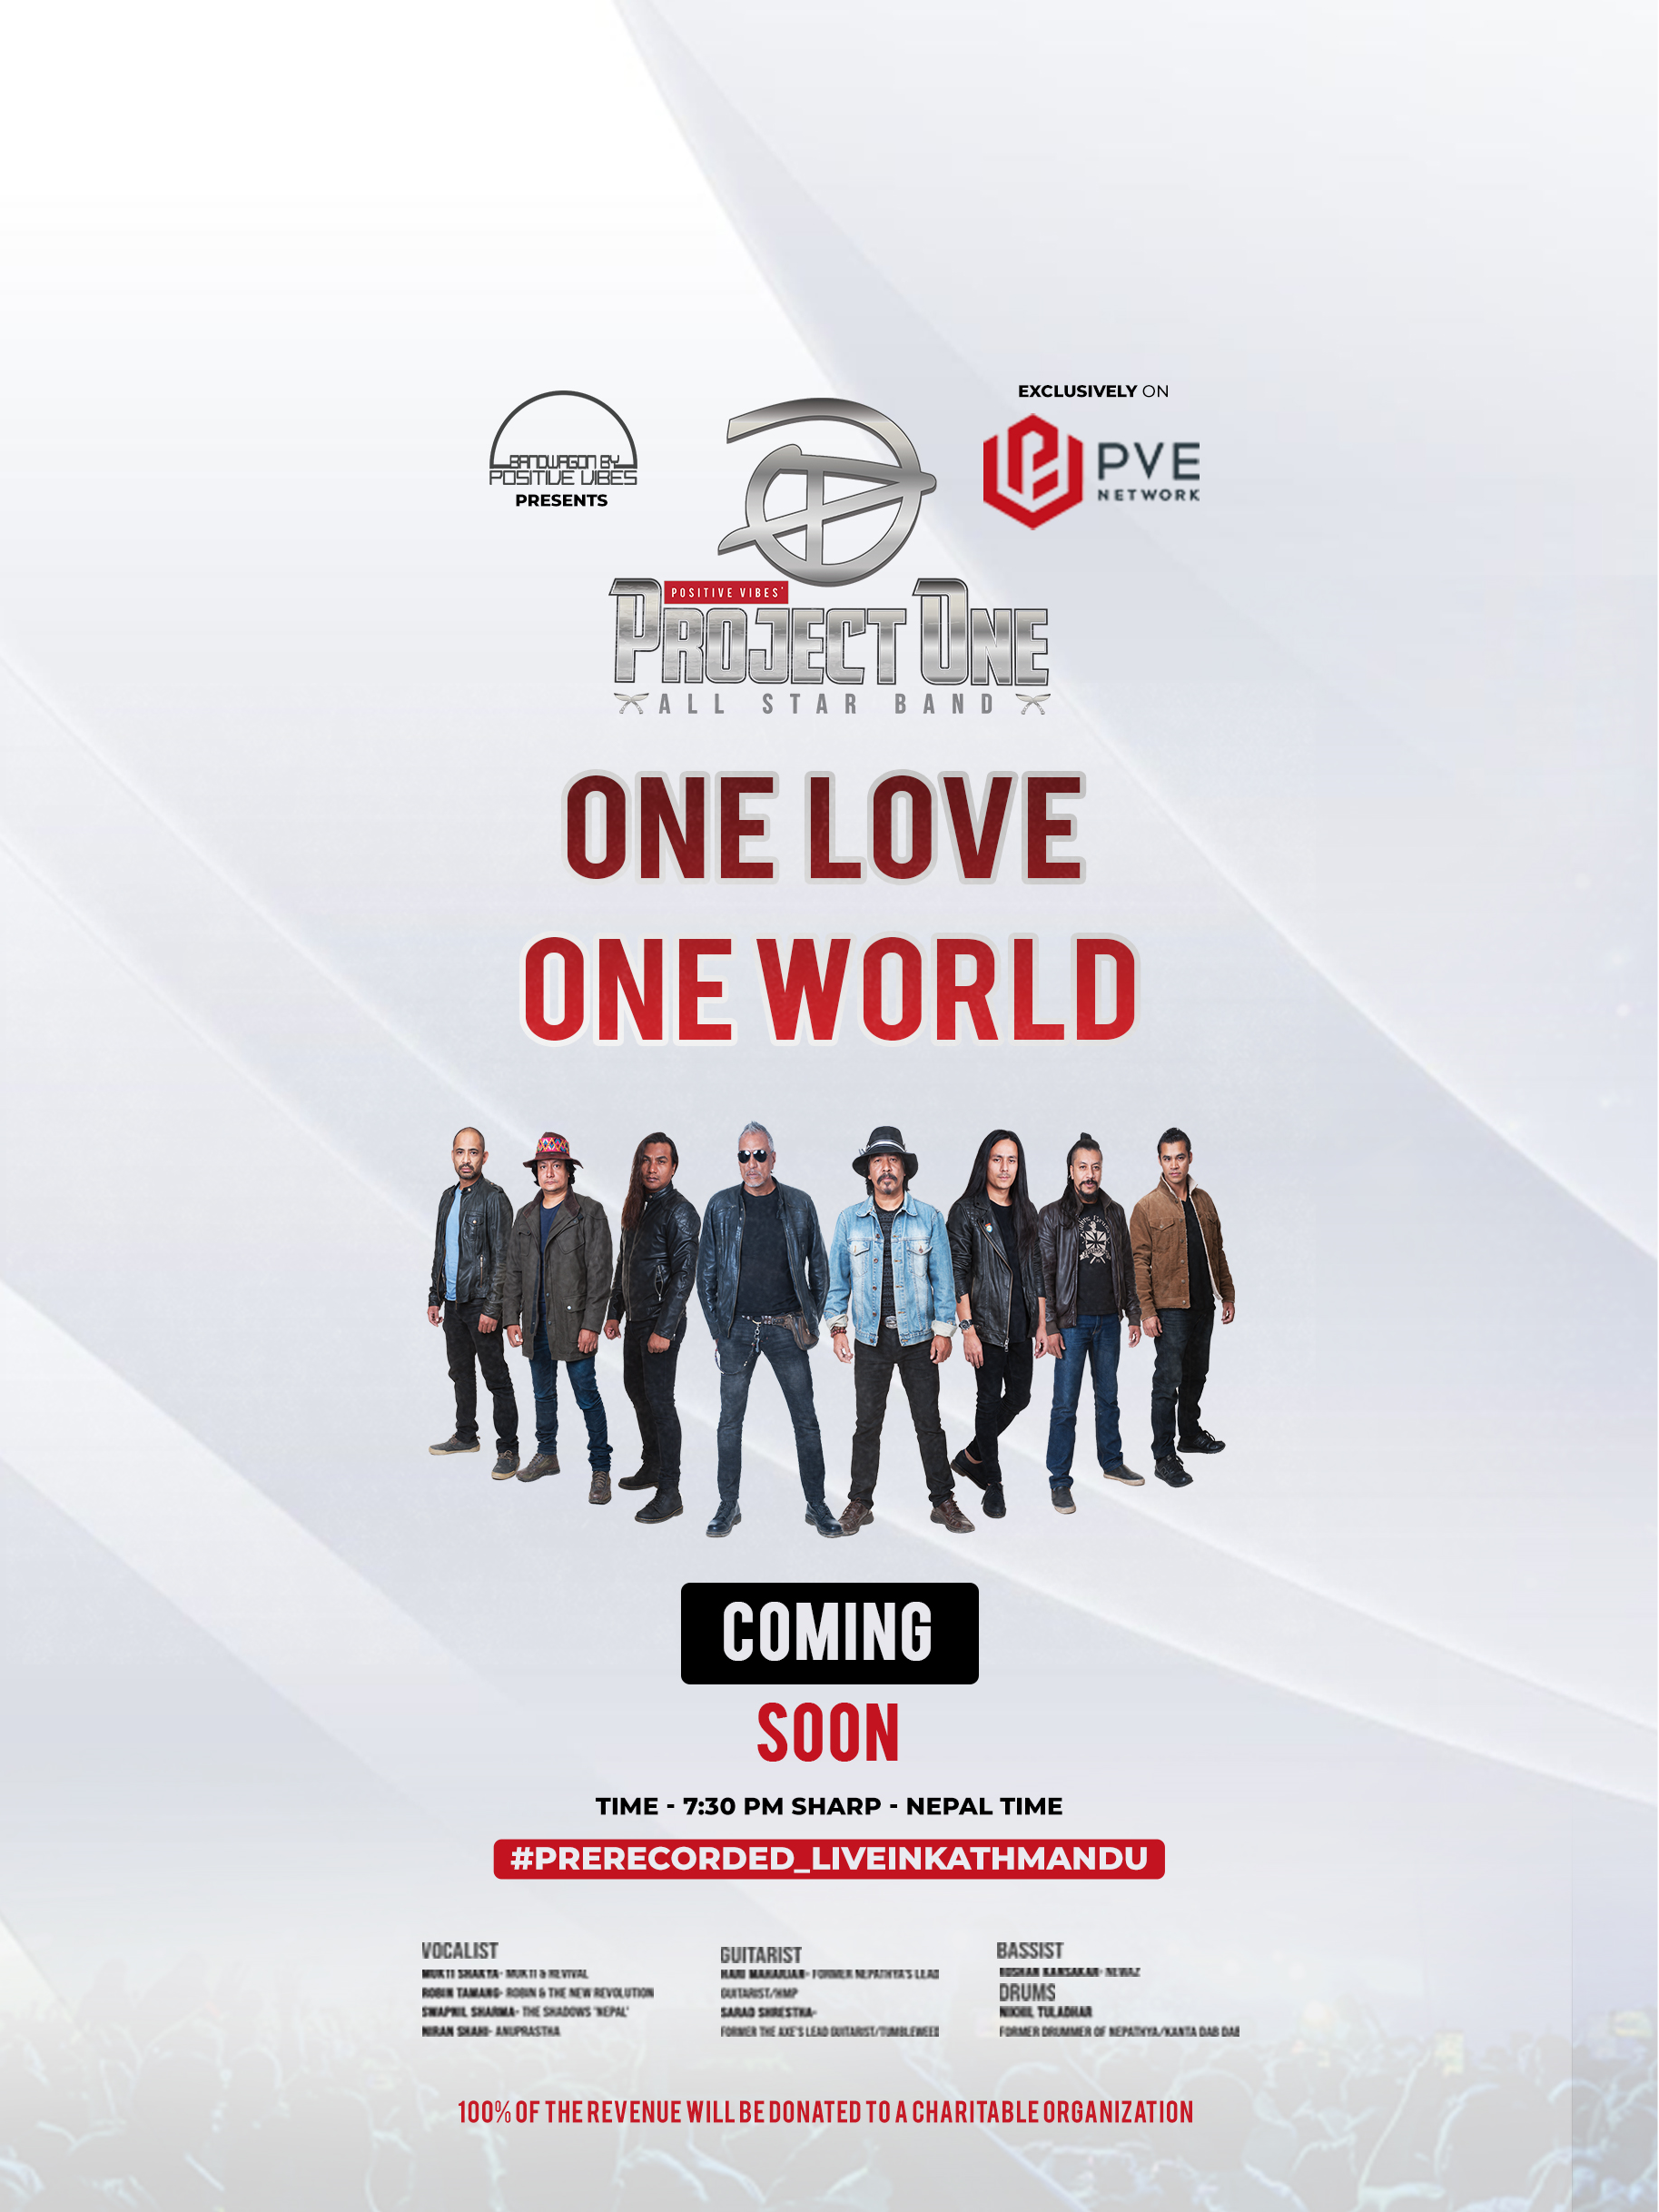 BANDWAGON BY
POSITIVE VIBES
PRESENTS
EXCLUSIVELY ON
PVE
NETWORK
POSITIVE VIBES'
PROJECT ONE
ALL STAR BAND
ONE LOVE
ONE WORLD
COMING
SOON
TIME - 7:30 PM SHARP - NEPAL TIME
#PRERECORDED_LIVEINKATHMANDU
VOCALIST
MUKTI SHAKYA- MUKTI & REVIVAL
ROBIN TAMANG- ROBIN & THE NEW REVOLUTION
SWAPNIL SHARMA- THE SHADOWS 'NEPAL'
NIRAN SHAHI- ANUPRASTHA
GUITARIST
HARI MAHARJAN- FORMER NEPATHYA'S LEAD
GUITARIST/HMP
SARAD SHRESTHA-
FORMER THE AXE'S LEAD GUITARIST/TUMBLEWEED
BASSIST
ROSHAN KANSAKAR- NEWAZ
DRUMS
NIKHIL TULADHAR
FORMER DRUMMER OF NEPATHYA/KANTA DAB DAB
100% OF THE REVENUE WILL BE DONATED TO A CHARITABLE ORGANIZATION